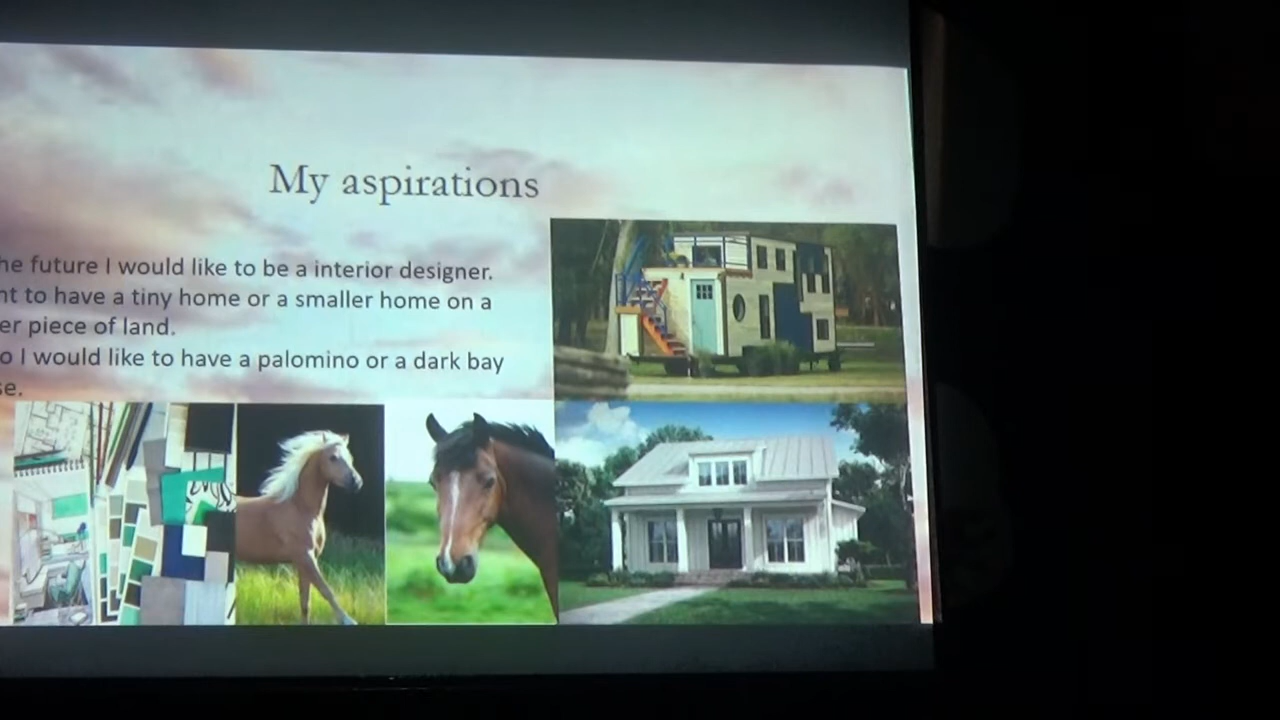 My aspirations
he future I would like to be a interior designer.
nt to have a tiny home or a smaller home on a
er piece of land.
o I would like to have a palomino or a dark bay
se.